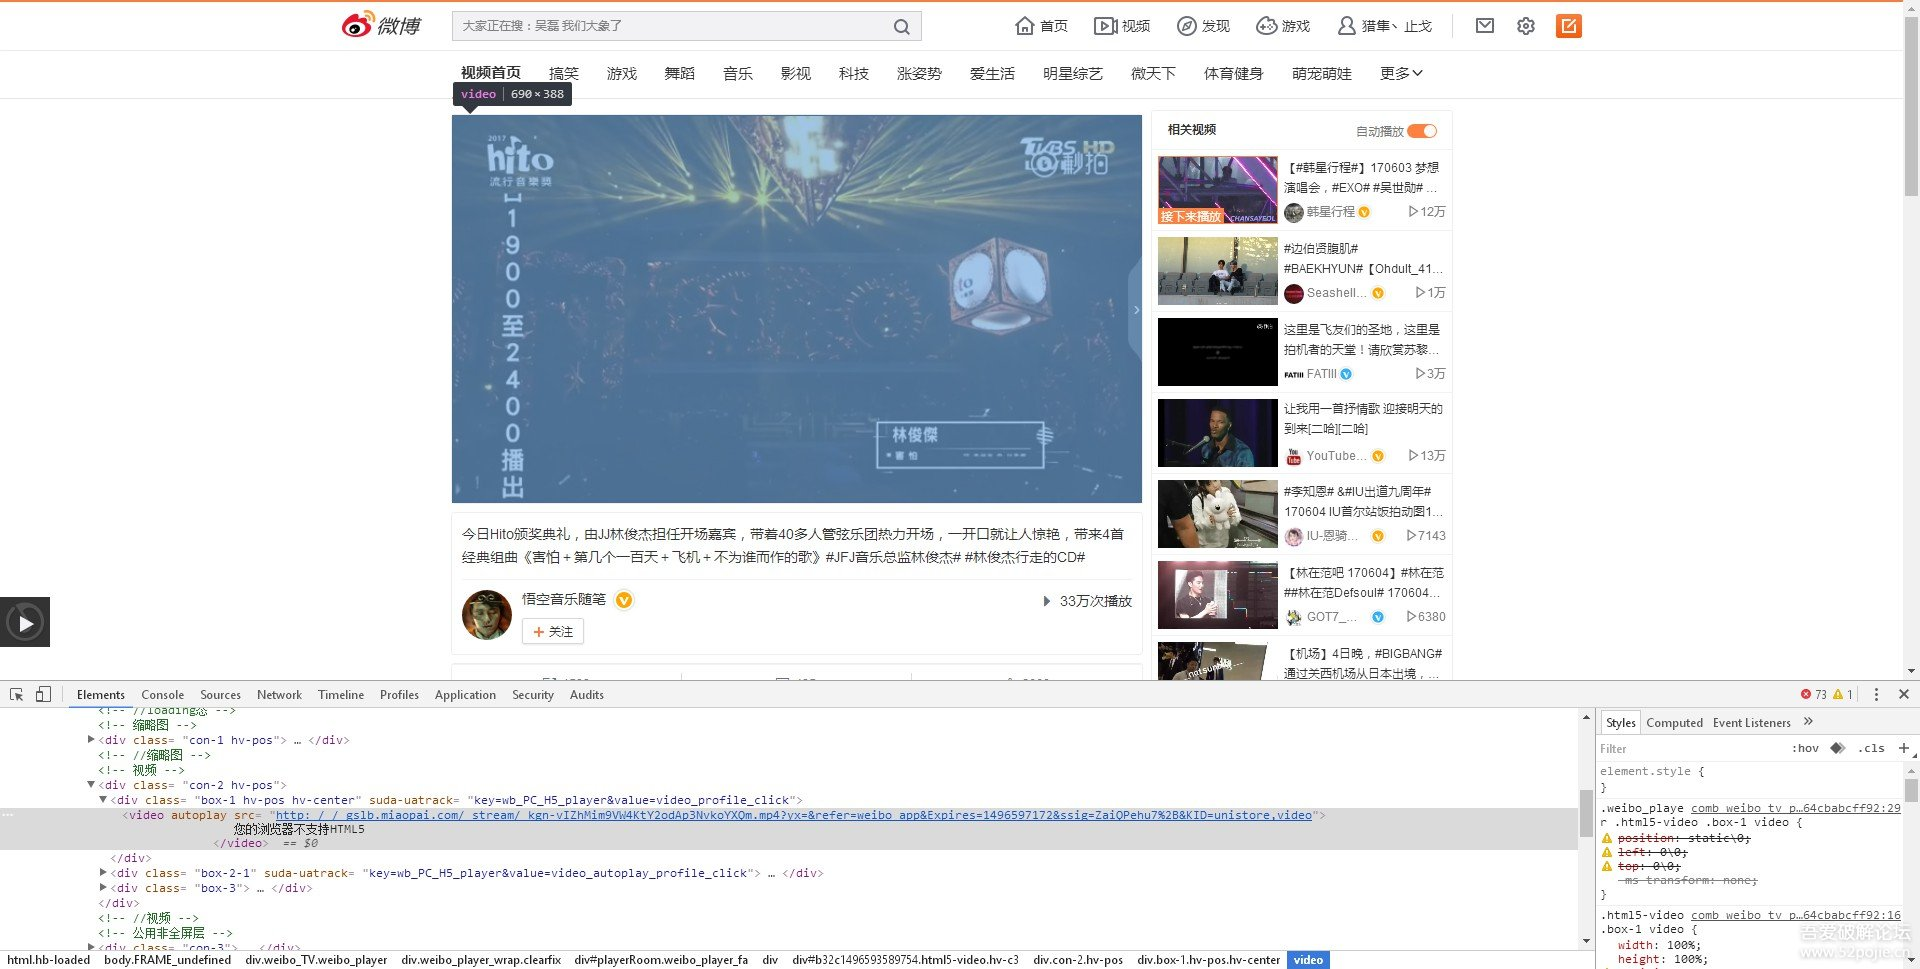 微博
大家正在搜：吴磊 我们大象了
首页 视频 发现 游戏 猎隼丶止戈
视频首页 搞笑 游戏 舞蹈 音乐 影视 科技 涨姿势 爱生活 明星综艺 微天下 体育健身 萌宠萌娃 更多
video 690 × 388
2017
hito
流行音樂獎
1900至2400播出
TVBS HD
秒拍
hito
林俊傑
害怕
相关视频
自动播放
【#韩星行程#】170603 梦想
演唱会，#EXO# #吴世勋# ...
接下来播放
CHANSAYEOL
韩星行程 12万
#边伯贤腹肌#
#BAEKHYUN#【Ohdult_41...
Seashell... 1万
这里是飞友们的圣地，这里是
拍机者的天堂！请欣赏苏黎...
FATIII FATIII 3万
让我用一首抒情歌 迎接明天的
到来[二哈][二哈]
You Tube YouTube... 13万
#李知恩# &#IU出道九周年#
170604 IU首尔站饭拍动图1...
IU-恩骑... 7143
【林在范吧 170604】#林在范
##林在范Defsoul# 170604...
GOT7_... 6380
【机场】4日晚，#BIGBANG#
通过关西机场从日本出境，...
今日Hito颁奖典礼，由JJ林俊杰担任开场嘉宾，带着40多人管弦乐团热力开场，一开口就让人惊艳，带来4首
经典组曲《害怕＋第几个一百天＋飞机＋不为谁而作的歌》#JFJ音乐总监林俊杰# #林俊杰行走的CD#
悟空音乐随笔
33万次播放
+ 关注
Elements Console Sources Network Timeline Profiles Application Security Audits 73 1
<!-- //loading态 -->
<!-- 缩略图 -->
<div class= "con-1 hv-pos"> … </div>
<!-- //缩略图 -->
<!-- 视频 -->
<div class= "con-2 hv-pos">
<div class= "box-1 hv-pos hv-center" suda-uatrack= "key=wb_PC_H5_player&value=video_profile_click">
<video autoplay src= "http: / / gslb.miaopai.com/ stream/ kgn-vIZhMim9VW4KtY2odAp3NvkoYXQm.mp4?yx=&refer=weibo_app&Expires=1496597172&ssig=ZaiQPehu7%2B&KID=unistore,video">
您的浏览器不支持HTML5
</video> == $0
</div>
<div class= "box-2-1" suda-uatrack= "key=wb_PC_H5_player&value=video_autoplay_profile_click"> … </div>
<div class= "box-3"> … </div>
</div>
<!-- //视频 -->
<!-- 公用非全屏层 -->
<div class= "con-3"> … </div>
html.hb-loaded body.FRAME_undefined div.weibo_TV.weibo_player div.weibo_player_wrap.clearfix div#playerRoom.weibo_player_fa div div#b32c1496593589754.html5-video.hv-c3 div.con-2.hv-pos div.box-1.hv-pos.hv-center video
Styles Computed Event Listeners »
Filter :hov .cls +
element.style {
}
.weibo_playe comb_weibo_tv_p…64cbabcff92:29
r .html5-video .box-1 video {
position: static\0;
left: 0\0;
top: 0\0;
-ms-transform: none;
}
.html5-video comb_weibo_tv_p…64cbabcff92:16
.box-1 video {
width: 100%;
height: 100%;
吾爱破解论坛
www.52pojie.cn